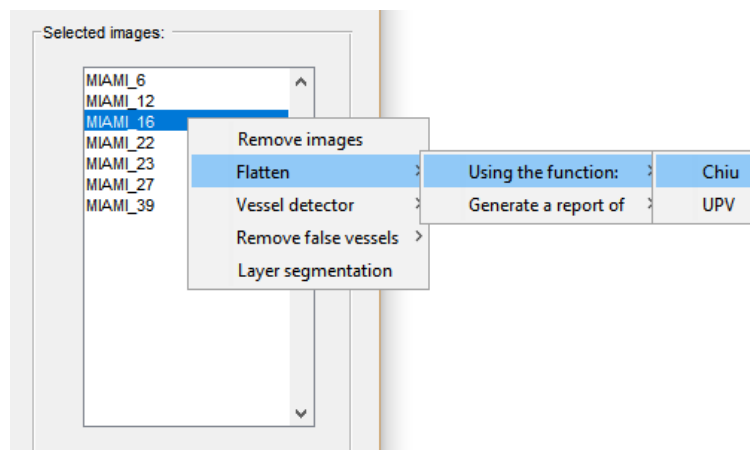 Selected images:
MIAMI_6
MIAMI_12
MIAMI_16
MIAMI_22
MIAMI_23
MIAMI_27
MIAMI_39
Remove images
Flatten
Vessel detector
Remove false vessels
Layer segmentation
Using the function:
Generate a report of
Chiu
UPV